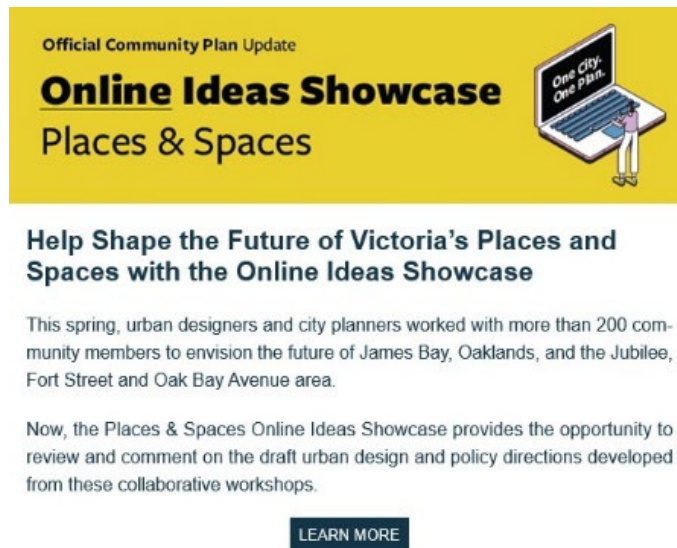 Official Community Plan Update
Online Ideas Showcase
Places & Spaces
One City.
One Plan.
Help Shape the Future of Victoria’s Places and
Spaces with the Online Ideas Showcase
This spring, urban designers and city planners worked with more than 200 com-
munity members to envision the future of James Bay, Oaklands, and the Jubilee,
Fort Street and Oak Bay Avenue area.
Now, the Places & Spaces Online Ideas Showcase provides the opportunity to
review and comment on the draft urban design and policy directions developed
from these collaborative workshops.
LEARN MORE